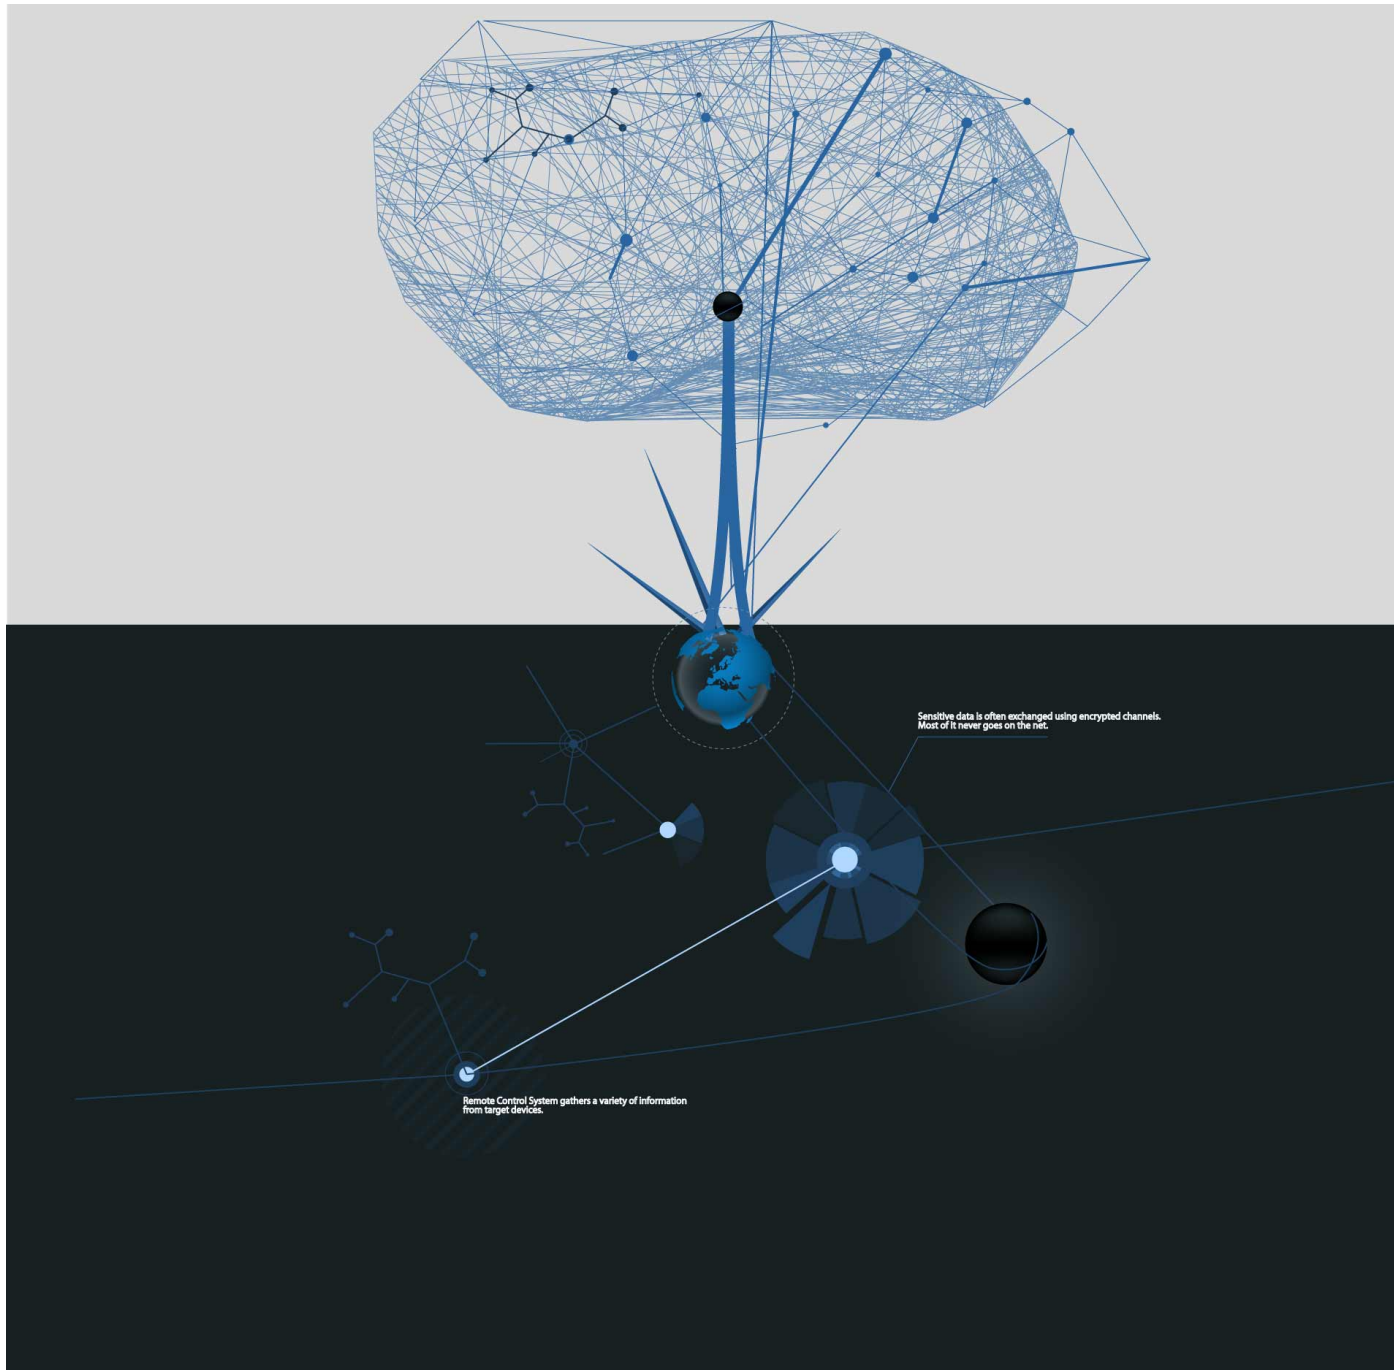 Sensitive data is often exchanged using encrypted channels.
Most of it never goes on the net.
Remote Control System gathers a variety of information
from target devices.